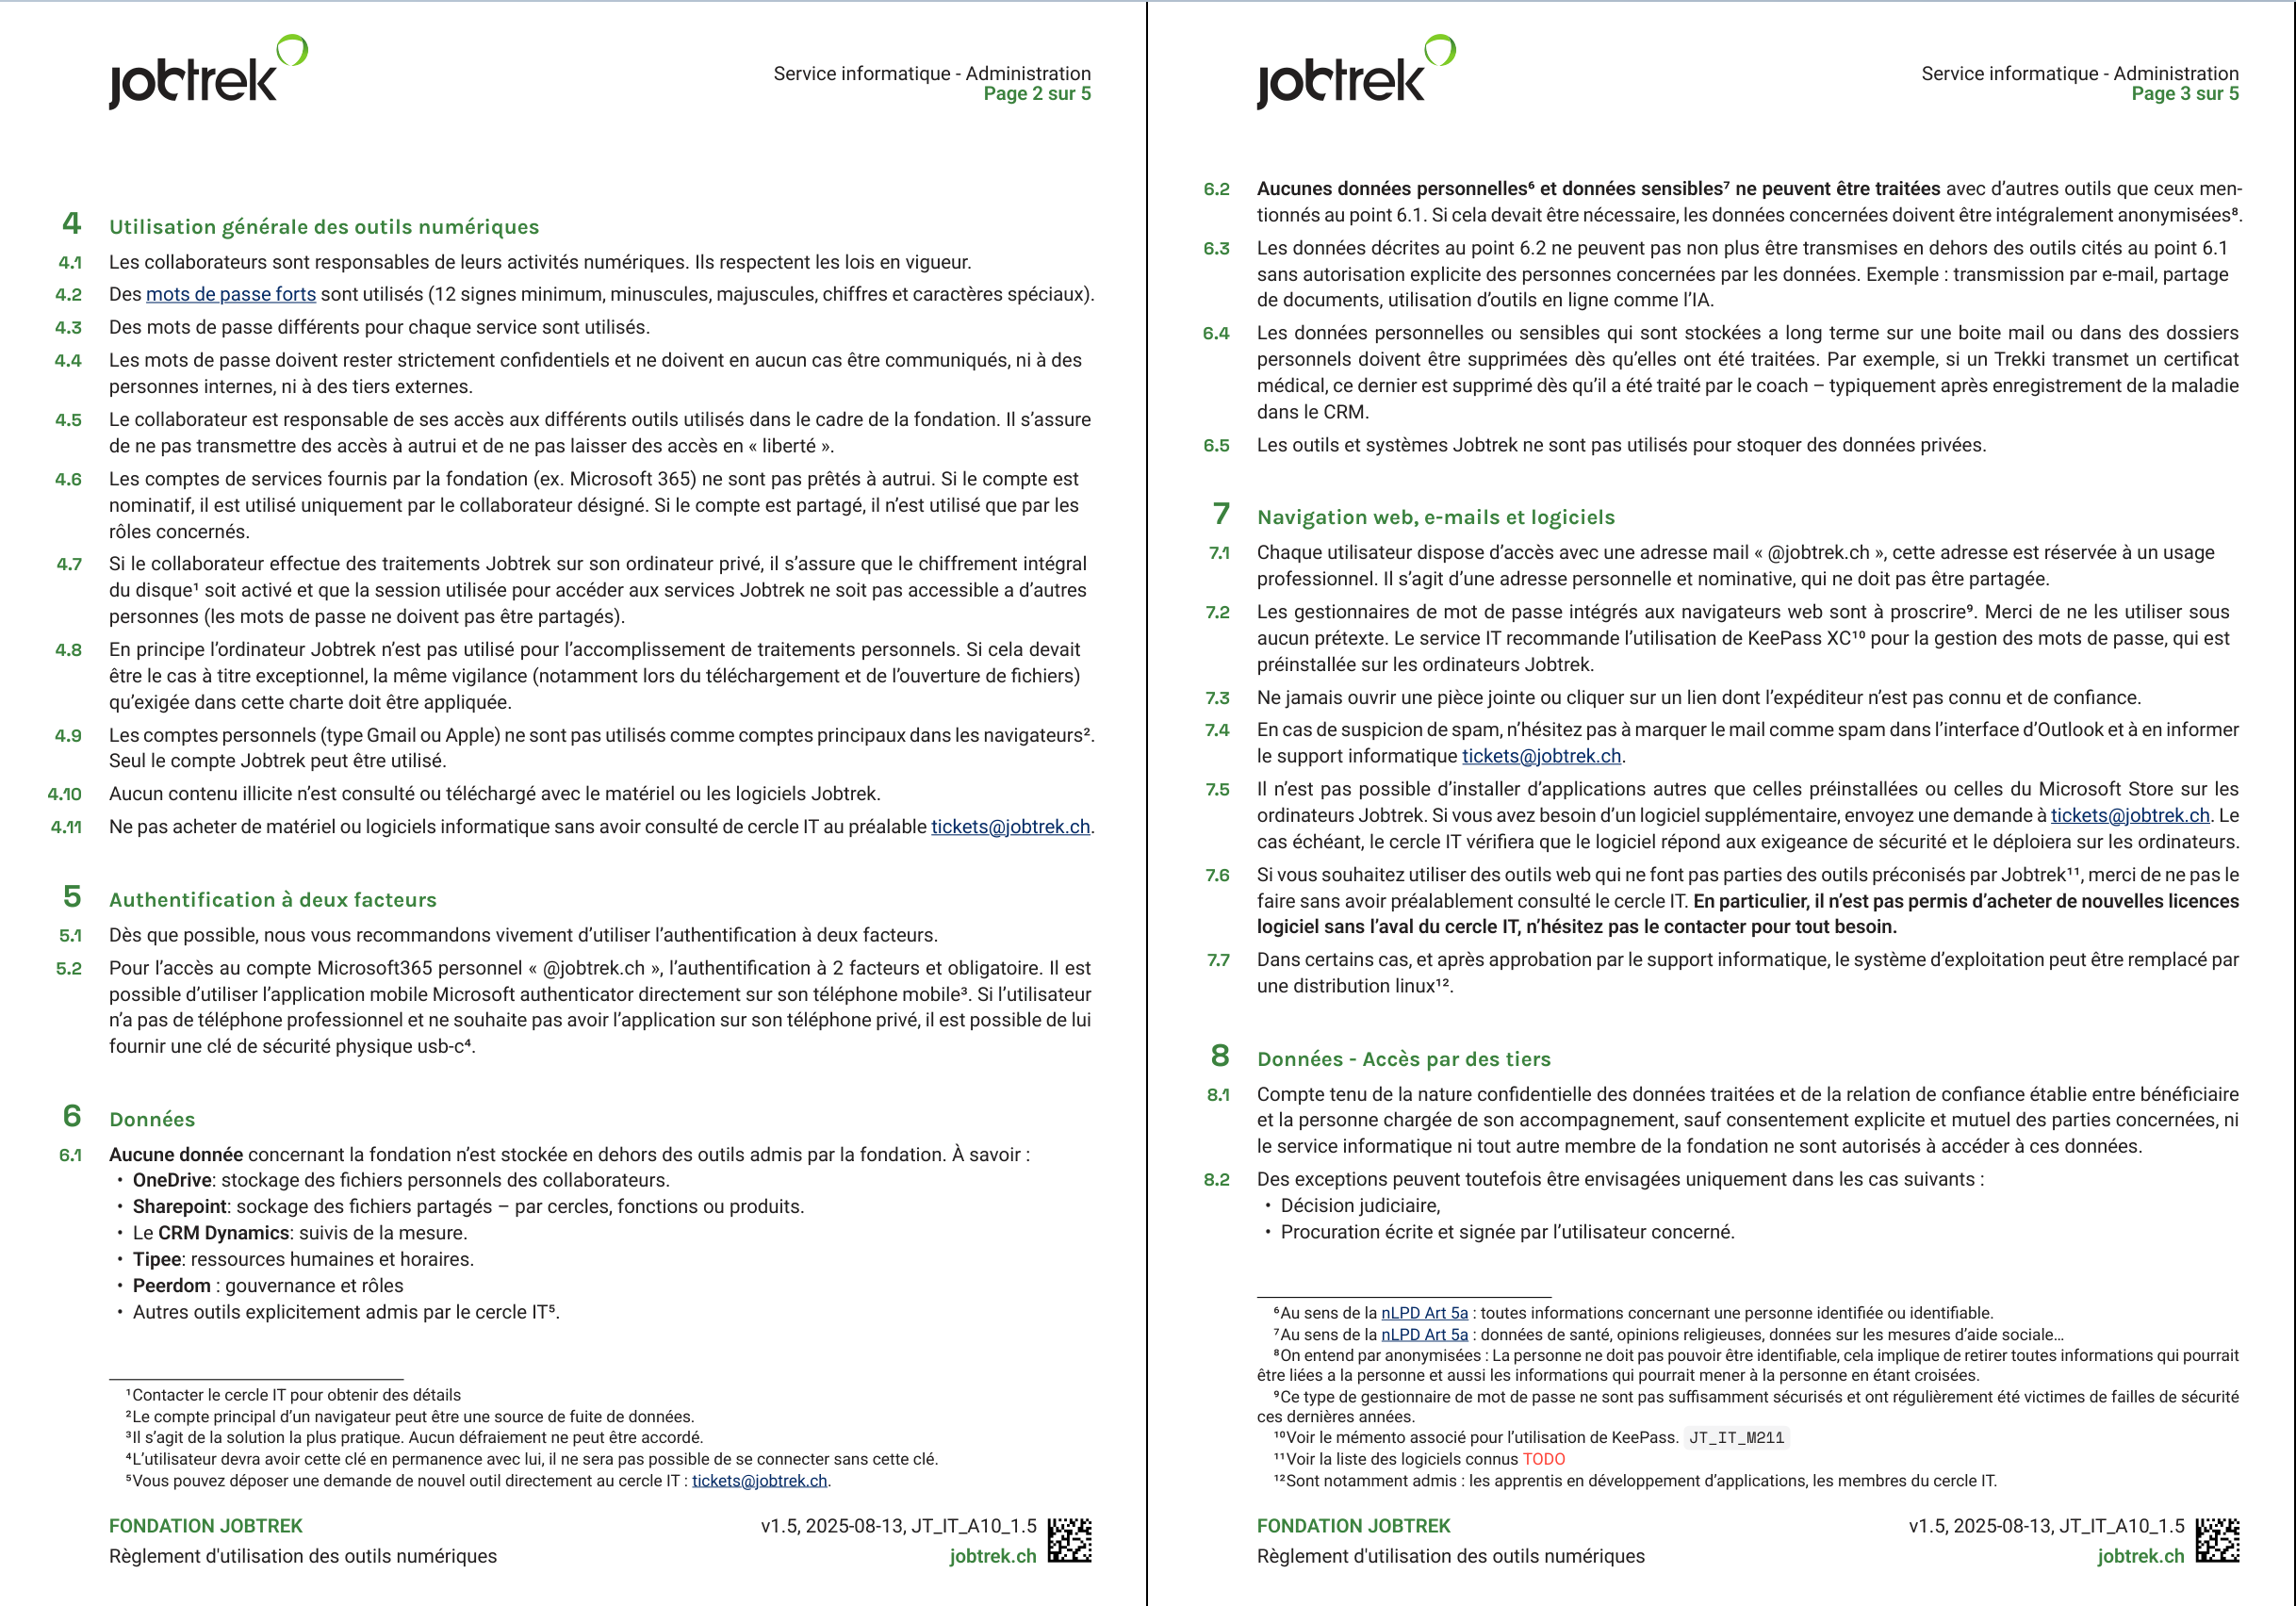 jobtrek
Service informatique - Administration
Page 2 sur 5
4 Utilisation générale des outils numériques
4.1 Les collaborateurs sont responsables de leurs activités numériques. Ils respectent les lois en vigueur.
4.2 Des mots de passe forts sont utilisés (12 signes minimum, minuscules, majuscules, chiffres et caractères spéciaux).
4.3 Des mots de passe différents pour chaque service sont utilisés.
4.4 Les mots de passe doivent rester strictement confidentiels et ne doivent en aucun cas être communiqués, ni à des
personnes internes, ni à des tiers externes.
4.5 Le collaborateur est responsable de ses accès aux différents outils utilisés dans le cadre de la fondation. Il s’assure
de ne pas transmettre des accès à autrui et de ne pas laisser des accès en « liberté ».
4.6 Les comptes de services fournis par la fondation (ex. Microsoft 365) ne sont pas prêtés à autrui. Si le compte est
nominatif, il est utilisé uniquement par le collaborateur désigné. Si le compte est partagé, il n’est utilisé que par les
rôles concernés.
4.7 Si le collaborateur effectue des traitements Jobtrek sur son ordinateur privé, il s’assure que le chiffrement intégral
du disque¹ soit activé et que la session utilisée pour accéder aux services Jobtrek ne soit pas accessible a d’autres
personnes (les mots de passe ne doivent pas être partagés).
4.8 En principe l’ordinateur Jobtrek n’est pas utilisé pour l’accomplissement de traitements personnels. Si cela devait
être le cas à titre exceptionnel, la même vigilance (notamment lors du téléchargement et de l’ouverture de fichiers)
qu’exigée dans cette charte doit être appliquée.
4.9 Les comptes personnels (type Gmail ou Apple) ne sont pas utilisés comme comptes principaux dans les navigateurs².
Seul le compte Jobtrek peut être utilisé.
4.10 Aucun contenu illicite n’est consulté ou téléchargé avec le matériel ou les logiciels Jobtrek.
4.11 Ne pas acheter de matériel ou logiciels informatique sans avoir consulté de cercle IT au préalable tickets@jobtrek.ch.
5 Authentification à deux facteurs
5.1 Dès que possible, nous vous recommandons vivement d’utiliser l’authentification à deux facteurs.
5.2 Pour l’accès au compte Microsoft365 personnel « @jobtrek.ch », l’authentification à 2 facteurs et obligatoire. Il est
possible d’utiliser l’application mobile Microsoft authenticator directement sur son téléphone mobile³. Si l’utilisateur
n’a pas de téléphone professionnel et ne souhaite pas avoir l’application sur son téléphone privé, il est possible de lui
fournir une clé de sécurité physique usb-c⁴.
6 Données
6.1 Aucune donnée concernant la fondation n’est stockée en dehors des outils admis par la fondation. À savoir :
• OneDrive: stockage des fichiers personnels des collaborateurs.
• Sharepoint: sockage des fichiers partagés – par cercles, fonctions ou produits.
• Le CRM Dynamics: suivis de la mesure.
• Tipee: ressources humaines et horaires.
• Peerdom : gouvernance et rôles
• Autres outils explicitement admis par le cercle IT⁵.
¹Contacter le cercle IT pour obtenir des détails
²Le compte principal d’un navigateur peut être une source de fuite de données.
³Il s’agit de la solution la plus pratique. Aucun défraiement ne peut être accordé.
⁴L’utilisateur devra avoir cette clé en permanence avec lui, il ne sera pas possible de se connecter sans cette clé.
⁵Vous pouvez déposer une demande de nouvel outil directement au cercle IT : tickets@jobtrek.ch.
FONDATION JOBTREK
Règlement d'utilisation des outils numériques
v1.5, 2025-08-13, JT_IT_A10_1.5
jobtrek.ch
jobtrek
Service informatique - Administration
Page 3 sur 5
6.2 Aucunes données personnelles⁶ et données sensibles⁷ ne peuvent être traitées avec d’autres outils que ceux men-
tionnés au point 6.1. Si cela devait être nécessaire, les données concernées doivent être intégralement anonymisées⁸.
6.3 Les données décrites au point 6.2 ne peuvent pas non plus être transmises en dehors des outils cités au point 6.1
sans autorisation explicite des personnes concernées par les données. Exemple : transmission par e-mail, partage
de documents, utilisation d’outils en ligne comme l’IA.
6.4 Les données personnelles ou sensibles qui sont stockées a long terme sur une boite mail ou dans des dossiers
personnels doivent être supprimées dès qu’elles ont été traitées. Par exemple, si un Trekki transmet un certificat
médical, ce dernier est supprimé dès qu’il a été traité par le coach – typiquement après enregistrement de la maladie
dans le CRM.
6.5 Les outils et systèmes Jobtrek ne sont pas utilisés pour stoquer des données privées.
7 Navigation web, e-mails et logiciels
7.1 Chaque utilisateur dispose d’accès avec une adresse mail « @jobtrek.ch », cette adresse est réservée à un usage
professionnel. Il s’agit d’une adresse personnelle et nominative, qui ne doit pas être partagée.
7.2 Les gestionnaires de mot de passe intégrés aux navigateurs web sont à proscrire⁹. Merci de ne les utiliser sous
aucun prétexte. Le service IT recommande l’utilisation de KeePass XC¹⁰ pour la gestion des mots de passe, qui est
préinstallée sur les ordinateurs Jobtrek.
7.3 Ne jamais ouvrir une pièce jointe ou cliquer sur un lien dont l’expéditeur n’est pas connu et de confiance.
7.4 En cas de suspicion de spam, n’hésitez pas à marquer le mail comme spam dans l’interface d’Outlook et à en informer
le support informatique tickets@jobtrek.ch.
7.5 Il n’est pas possible d’installer d’applications autres que celles préinstallées ou celles du Microsoft Store sur les
ordinateurs Jobtrek. Si vous avez besoin d’un logiciel supplémentaire, envoyez une demande à tickets@jobtrek.ch. Le
cas échéant, le cercle IT vérifiera que le logiciel répond aux exigeance de sécurité et le déploiera sur les ordinateurs.
7.6 Si vous souhaitez utiliser des outils web qui ne font pas parties des outils préconisés par Jobtrek¹¹, merci de ne pas le
faire sans avoir préalablement consulté le cercle IT. En particulier, il n’est pas permis d’acheter de nouvelles licences
logiciel sans l’aval du cercle IT, n’hésitez pas le contacter pour tout besoin.
7.7 Dans certains cas, et après approbation par le support informatique, le système d’exploitation peut être remplacé par
une distribution linux¹².
8 Données - Accès par des tiers
8.1 Compte tenu de la nature confidentielle des données traitées et de la relation de confiance établie entre bénéficiaire
et la personne chargée de son accompagnement, sauf consentement explicite et mutuel des parties concernées, ni
le service informatique ni tout autre membre de la fondation ne sont autorisés à accéder à ces données.
8.2 Des exceptions peuvent toutefois être envisagées uniquement dans les cas suivants :
• Décision judiciaire,
• Procuration écrite et signée par l’utilisateur concerné.
⁶Au sens de la nLPD Art 5a : toutes informations concernant une personne identifiée ou identifiable.
⁷Au sens de la nLPD Art 5a : données de santé, opinions religieuses, données sur les mesures d’aide sociale…
⁸On entend par anonymisées : La personne ne doit pas pouvoir être identifiable, cela implique de retirer toutes informations qui pourrait
être liées a la personne et aussi les informations qui pourrait mener à la personne en étant croisées.
⁹Ce type de gestionnaire de mot de passe ne sont pas suffisamment sécurisés et ont régulièrement été victimes de failles de sécurité
ces dernières années.
¹⁰Voir le mémento associé pour l’utilisation de KeePass. JT_IT_M211
¹¹Voir la liste des logiciels connus TODO
¹²Sont notamment admis : les apprentis en développement d’applications, les membres du cercle IT.
FONDATION JOBTREK
Règlement d'utilisation des outils numériques
v1.5, 2025-08-13, JT_IT_A10_1.5
jobtrek.ch